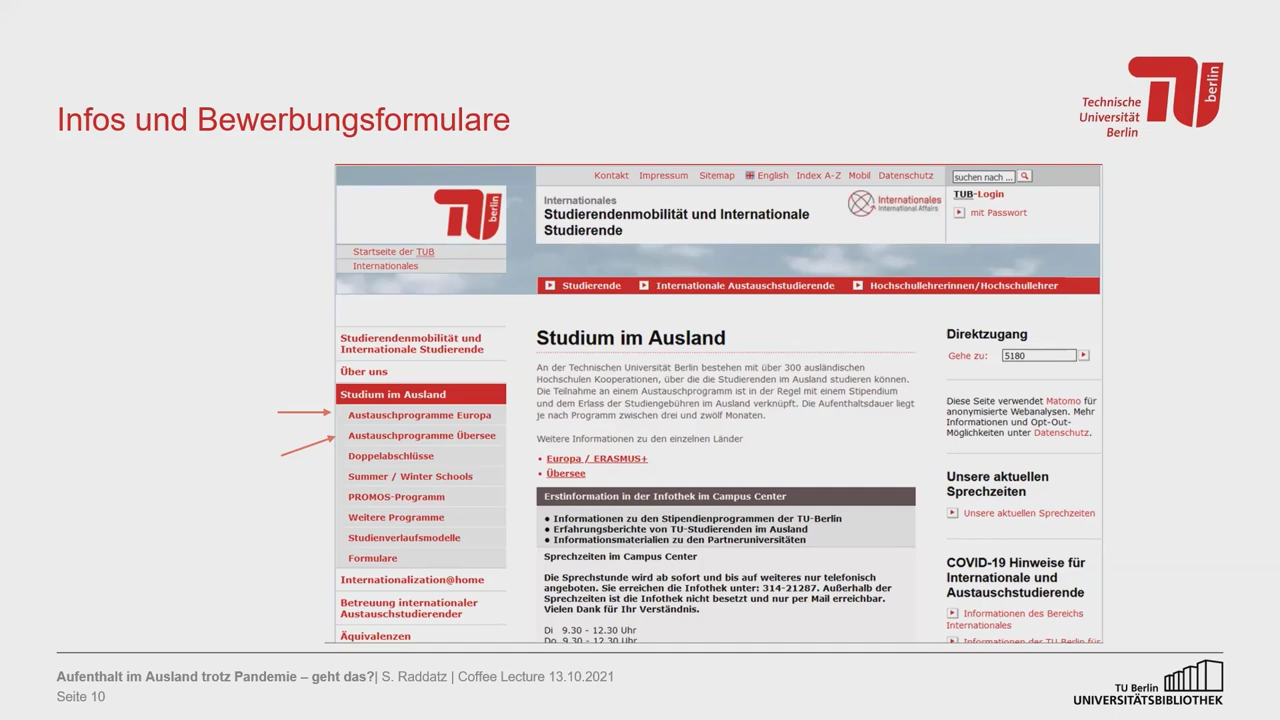 Infos und Bewerbungsformulare
Technische
Universität
Berlin
berlin
Kontakt Impressum Sitemap English Index A-Z Mobil Datenschutz
suchen nach ...
berlin
Startseite der TUB
Internationales
Internationales
Studierendenmobilität und Internationale
Studierende
Internationales
International Affairs
TUB-Login
mit Passwort
Studierende Internationale Austauschstudierende Hochschullehrerinnen/Hochschullehrer
Studierendenmobilität und
Internationale Studierende
Über uns
Studium im Ausland
Austauschprogramme Europa
Austauschprogramme Übersee
Doppelabschlüsse
Summer / Winter Schools
PROMOS-Programm
Weitere Programme
Studienverlaufsmodelle
Formulare
Internationalization@home
Betreuung internationaler
Austauschstudierender
Äquivalenzen
Studium im Ausland
An der Technischen Universität Berlin bestehen mit über 300 ausländischen
Hochschulen Kooperationen, über die die Studierenden im Ausland studieren können.
Die Teilnahme an einem Austauschprogramm ist in der Regel mit einem Stipendium
und dem Erlass der Studiengebühren im Ausland verknüpft. Die Aufenthaltsdauer liegt
je nach Programm zwischen drei und zwölf Monaten.
Weitere Informationen zu den einzelnen Länder
• Europa / ERASMUS+
• Übersee
Erstinformation in der Infothek im Campus Center
• Informationen zu den Stipendienprogrammen der TU-Berlin
• Erfahrungsberichte von TU-Studierenden im Ausland
• Informationsmaterialien zu den Partneruniversitäten
Sprechzeiten im Campus Center
Die Sprechstunde wird ab sofort und bis auf weiteres nur telefonisch
angeboten. Sie erreichen die Infothek unter: 314-21287. Außerhalb der
Sprechzeiten ist die Infothek nicht besetzt und nur per Mail erreichbar.
Vielen Dank für Ihr Verständnis.
Di 9.30 - 12.30 Uhr
Do 9.30 - 12.30 Uhr
Direktzugang
Gehe zu: 5180
Diese Seite verwendet Matomo für
anonymisierte Webanalysen. Mehr
Informationen und Opt-Out-
Möglichkeiten unter Datenschutz.
Unsere aktuellen
Sprechzeiten
Unsere aktuellen Sprechzeiten
COVID-19 Hinweise für
Internationale und
Austauschstudierende
Informationen des Bereichs
Internationales
Informationen der TU Berlin für
Aufenthalt im Ausland trotz Pandemie – geht das?| S. Raddatz | Coffee Lecture 13.10.2021
Seite 10
TU Berlin
UNIVERSITÄTSBIBLIOTHEK